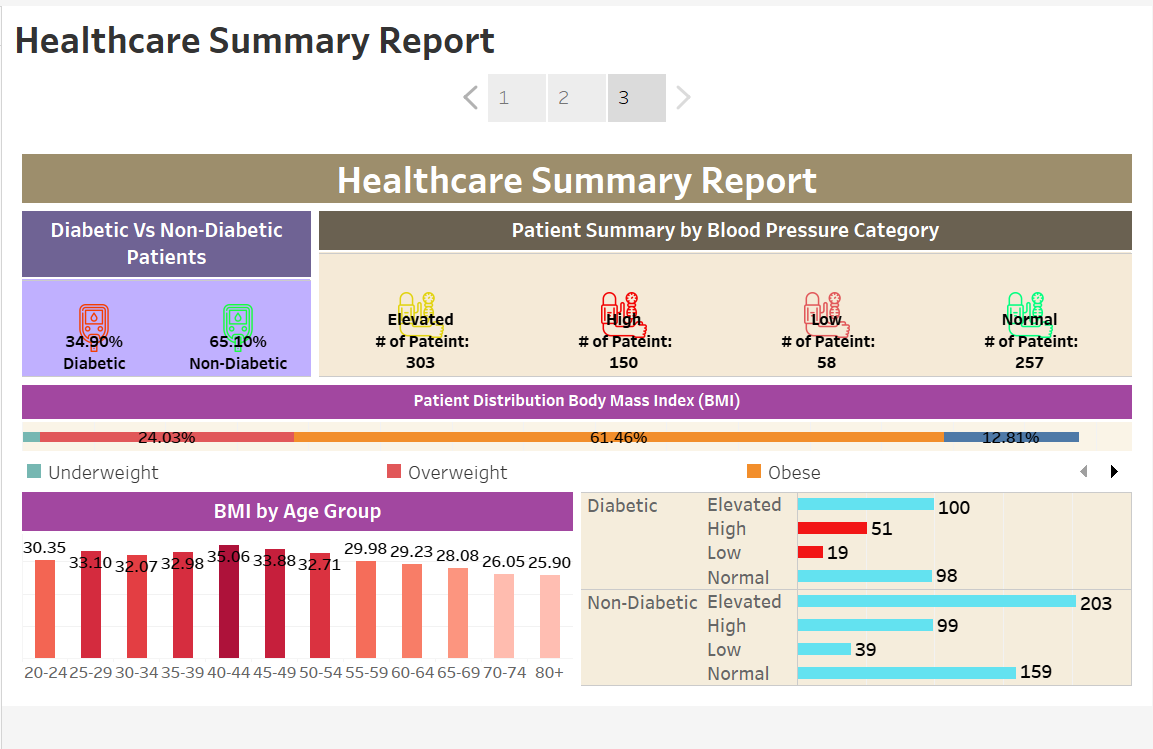 Healthcare Summary Report
1 2 3
Healthcare Summary Report
Diabetic Vs Non-Diabetic
Patients
34.90%
Diabetic
65.10%
Non-Diabetic
Patient Summary by Blood Pressure Category
Elevated
# of Pateint:
303
High
# of Pateint:
150
Low
# of Pateint:
58
Normal
# of Pateint:
257
Patient Distribution Body Mass Index (BMI)
24.03% 61.46% 12.81%
Underweight Overweight Obese
BMI by Age Group
30.35 33.10 32.07 32.98 35.06 33.88 32.71 29.98 29.23 28.08 26.05 25.90
20-24 25-29 30-34 35-39 40-44 45-49 50-54 55-59 60-64 65-69 70-74 80+
Diabetic Elevated 100
High 51
Low 19
Normal 98
Non-Diabetic Elevated 203
High 99
Low 39
Normal 159